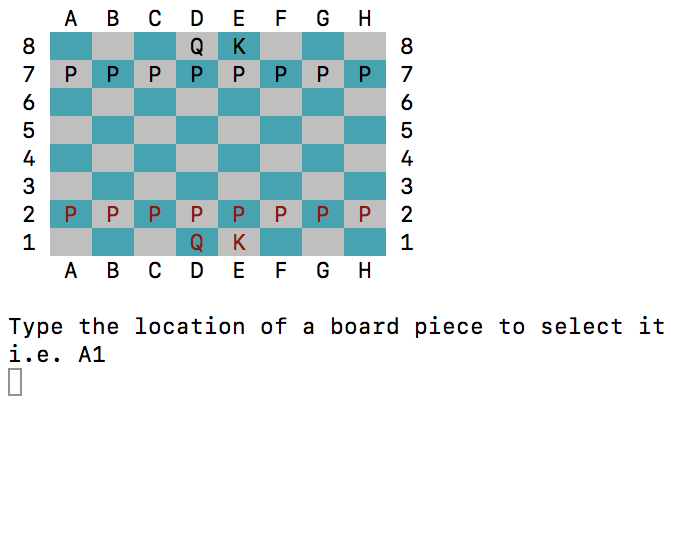 A B C D E F G H
8 Q K 8
7 P P P P P P P P 7
6 6
5 5
4 4
3 3
2 P P P P P P P P 2
1 Q K 1
A B C D E F G H
Type the location of a board piece to select it
i.e. A1